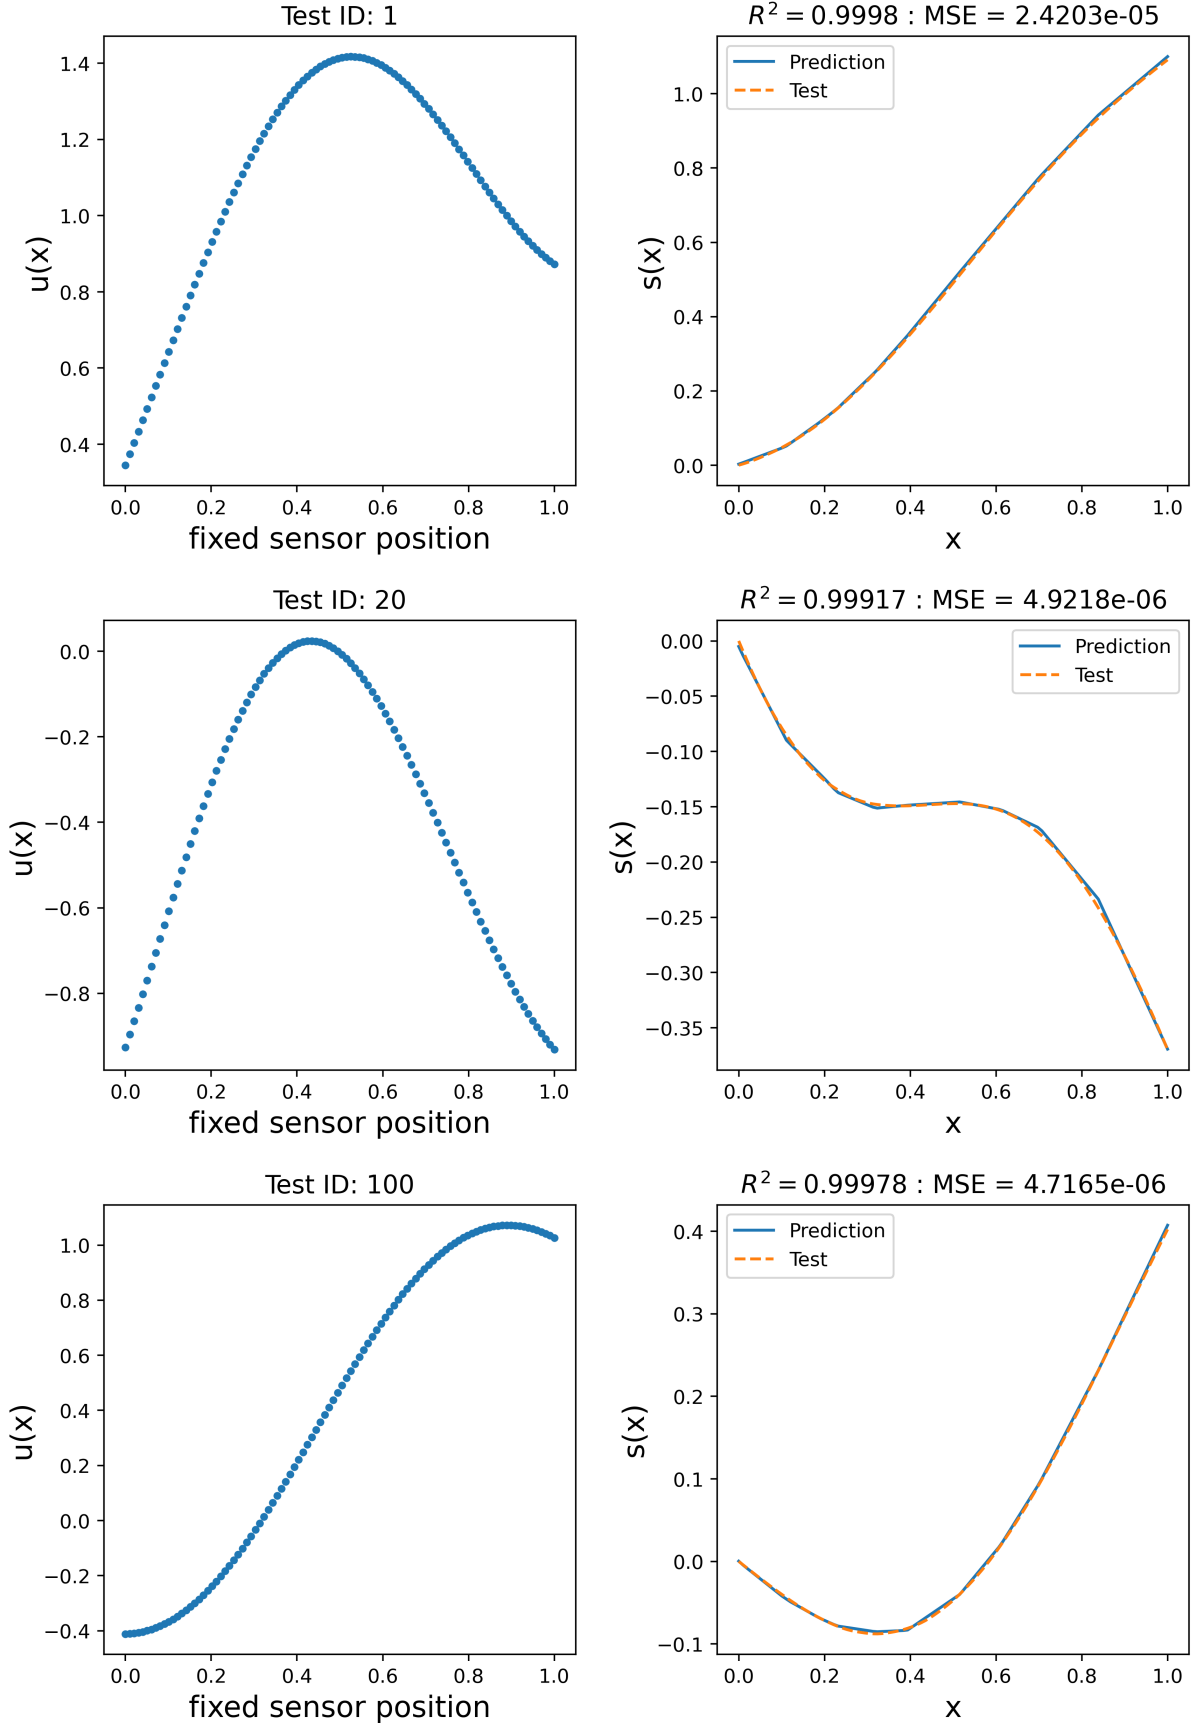 Test ID: 1
1.4
1.2
1.0
0.8
0.6
0.4
u(x)
0.0 0.2 0.4 0.6 0.8 1.0
fixed sensor position
R² = 0.9998 : MSE = 2.4203e-05
Prediction
Test
1.0
0.8
0.6
0.4
0.2
0.0
s(x)
0.0 0.2 0.4 0.6 0.8 1.0
x
Test ID: 20
0.0
−0.2
−0.4
−0.6
−0.8
u(x)
0.0 0.2 0.4 0.6 0.8 1.0
fixed sensor position
R² = 0.99917 : MSE = 4.9218e-06
Prediction
Test
0.00
−0.05
−0.10
−0.15
−0.20
−0.25
−0.30
−0.35
s(x)
0.0 0.2 0.4 0.6 0.8 1.0
x
Test ID: 100
1.0
0.8
0.6
0.4
0.2
0.0
−0.2
−0.4
u(x)
0.0 0.2 0.4 0.6 0.8 1.0
fixed sensor position
R² = 0.99978 : MSE = 4.7165e-06
Prediction
Test
0.4
0.3
0.2
0.1
0.0
−0.1
s(x)
0.0 0.2 0.4 0.6 0.8 1.0
x